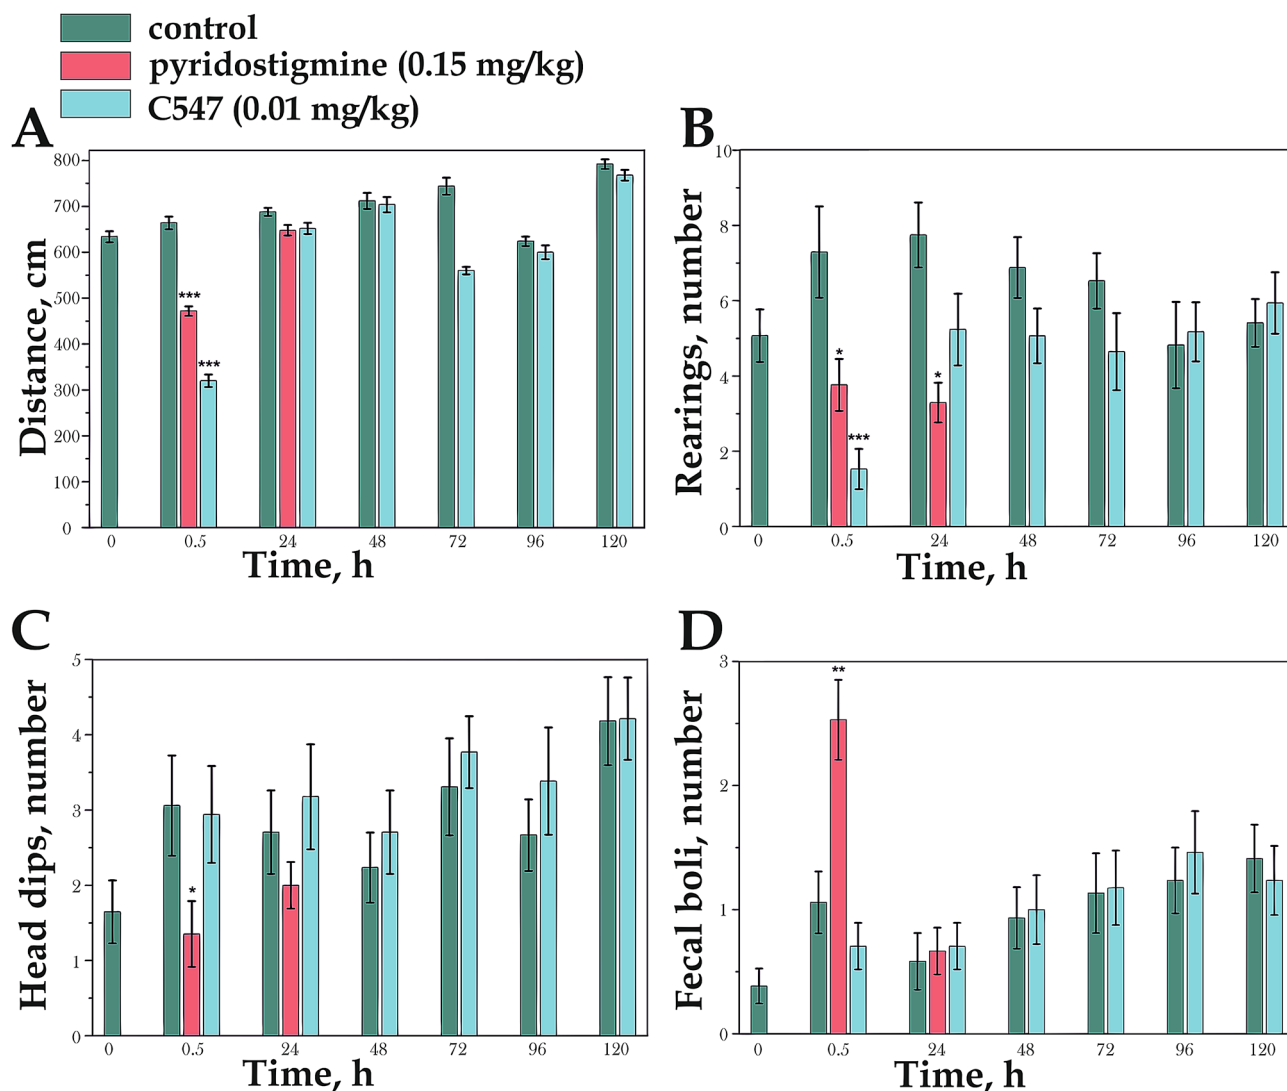 control
pyridostigmine (0.15 mg/kg)
C547 (0.01 mg/kg)
A
Distance, cm
800
700
600
500
400
300
200
100
0
***
***
0 0.5 24 48 72 96 120
Time, h
B
Rearings, number
10
8
6
4
2
0
*
***
*
0 0.5 24 48 72 96 120
Time, h
C
Head dips, number
5
4
3
2
1
0
*
0 0.5 24 48 72 96 120
Time, h
D
Fecal boli, number
3
2
1
0
**
0 0.5 24 48 72 96 120
Time, h